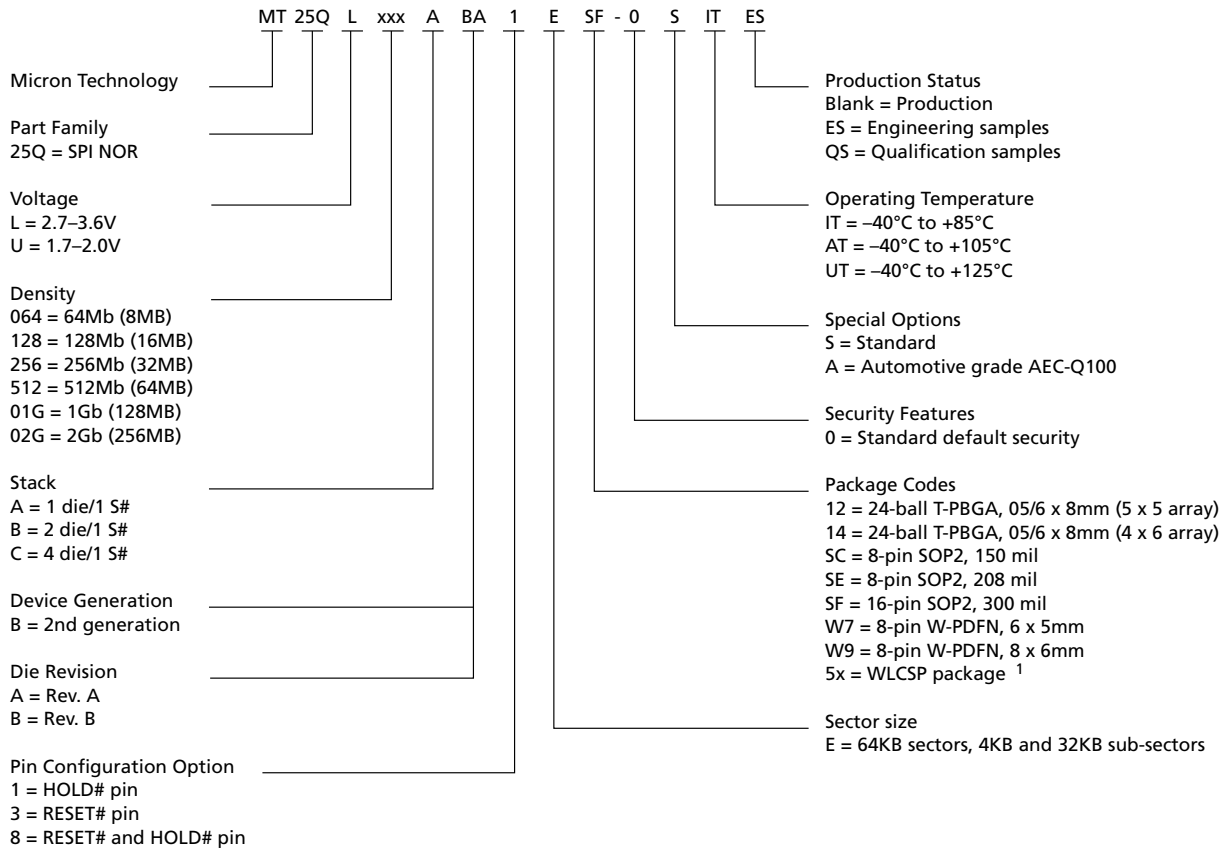 MT 25Q L xxx A BA 1 E SF - 0 S IT ES
Micron Technology
Part Family
25Q = SPI NOR
Voltage
L = 2.7–3.6V
U = 1.7–2.0V
Density
064 = 64Mb (8MB)
128 = 128Mb (16MB)
256 = 256Mb (32MB)
512 = 512Mb (64MB)
01G = 1Gb (128MB)
02G = 2Gb (256MB)
Stack
A = 1 die/1 S#
B = 2 die/1 S#
C = 4 die/1 S#
Device Generation
B = 2nd generation
Die Revision
A = Rev. A
B = Rev. B
Pin Configuration Option
1 = HOLD# pin
3 = RESET# pin
8 = RESET# and HOLD# pin
Production Status
Blank = Production
ES = Engineering samples
QS = Qualification samples
Operating Temperature
IT = –40°C to +85°C
AT = –40°C to +105°C
UT = –40°C to +125°C
Special Options
S = Standard
A = Automotive grade AEC-Q100
Security Features
0 = Standard default security
Package Codes
12 = 24-ball T-PBGA, 05/6 x 8mm (5 x 5 array)
14 = 24-ball T-PBGA, 05/6 x 8mm (4 x 6 array)
SC = 8-pin SOP2, 150 mil
SE = 8-pin SOP2, 208 mil
SF = 16-pin SOP2, 300 mil
W7 = 8-pin W-PDFN, 6 x 5mm
W9 = 8-pin W-PDFN, 8 x 6mm
5x = WLCSP package 1
Sector size
E = 64KB sectors, 4KB and 32KB sub-sectors